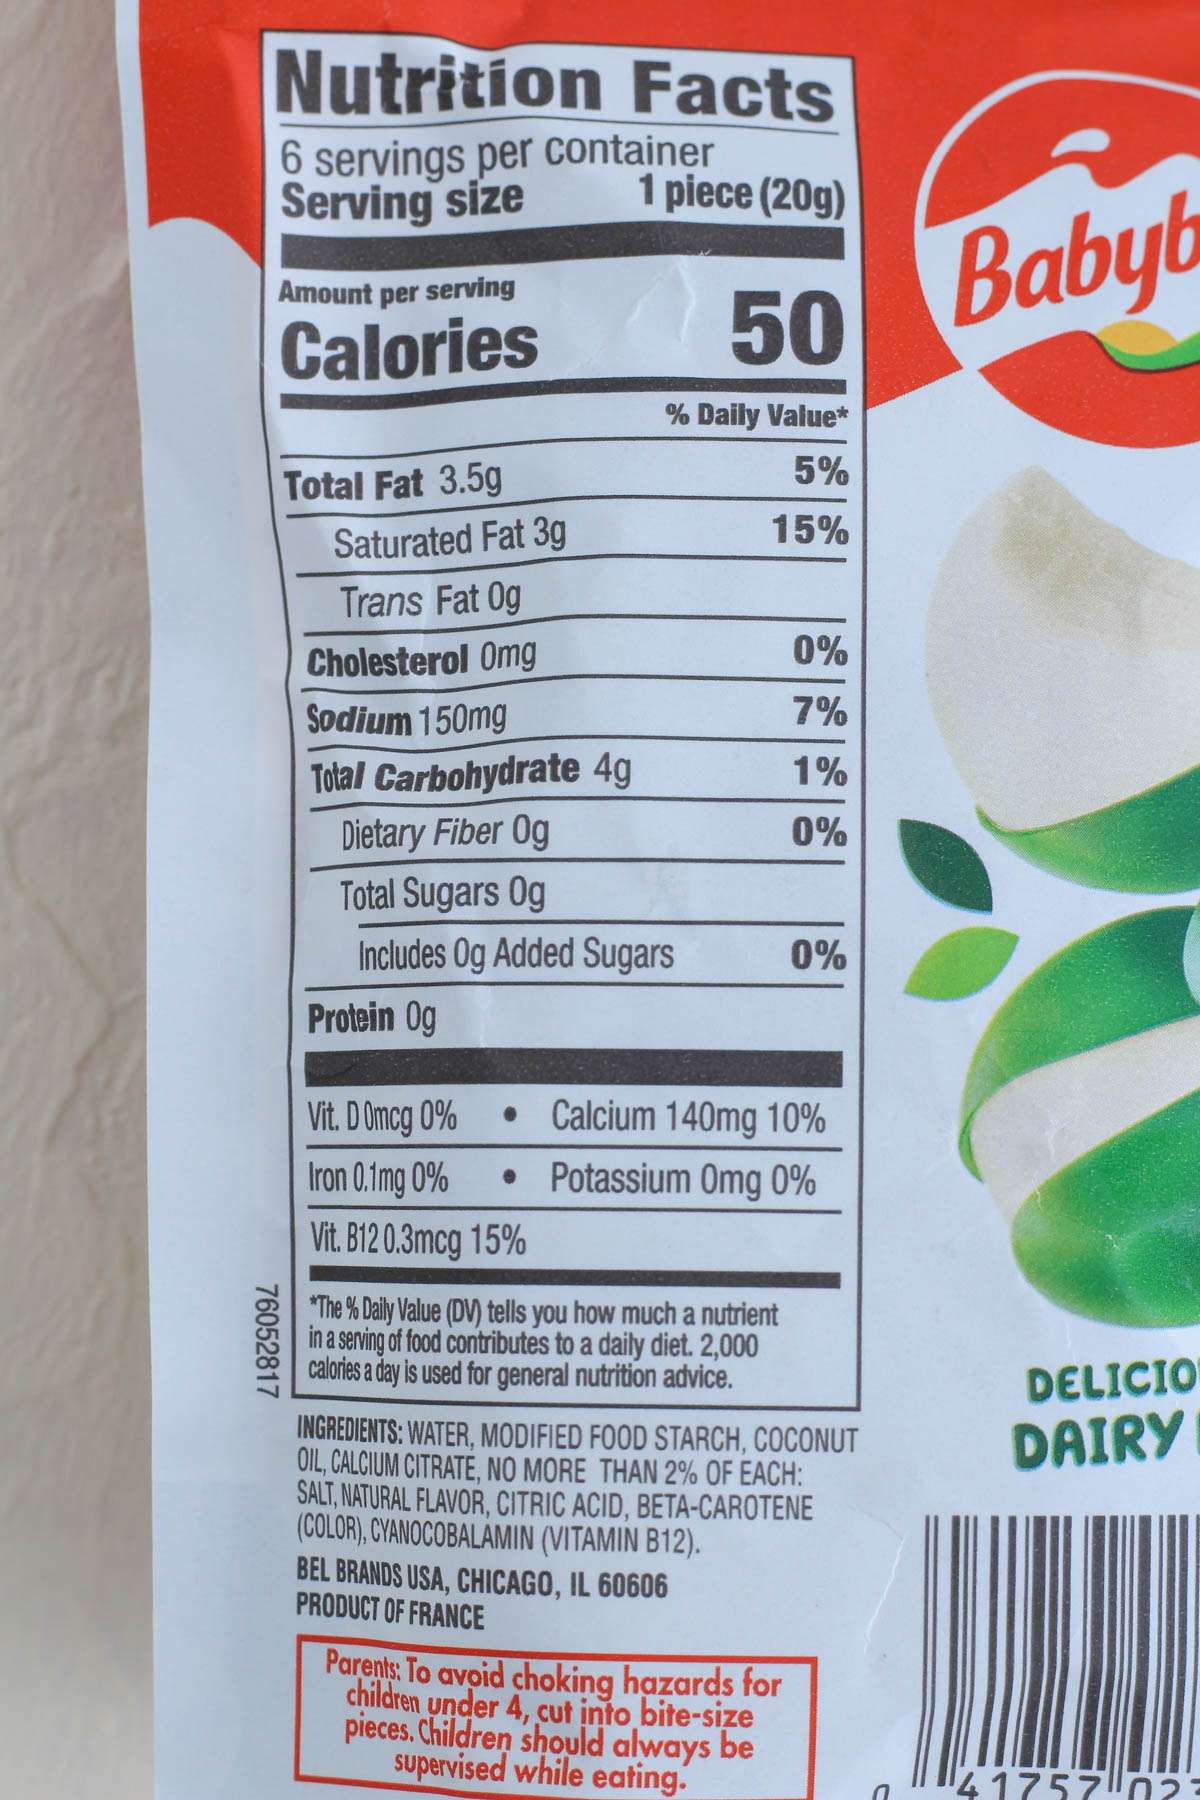 Nutrition Facts
6 servings per container
Serving size 1 piece (20g)
Amount per serving
Calories 50
% Daily Value*
Total Fat 3.5g 5%
Saturated Fat 3g 15%
Trans Fat 0g
Cholesterol 0mg 0%
Sodium 150mg 7%
Total Carbohydrate 4g 1%
Dietary Fiber 0g 0%
Total Sugars 0g
Includes 0g Added Sugars 0%
Protein 0g
Vit. D 0mcg 0% • Calcium 140mg 10%
Iron 0.1mg 0% • Potassium 0mg 0%
Vit. B12 0.3mcg 15%
*The % Daily Value (DV) tells you how much a nutrient
in a serving of food contributes to a daily diet. 2,000
calories a day is used for general nutrition advice.
76052817
INGREDIENTS: WATER, MODIFIED FOOD STARCH, COCONUT
OIL, CALCIUM CITRATE, NO MORE THAN 2% OF EACH:
SALT, NATURAL FLAVOR, CITRIC ACID, BETA-CAROTENE
(COLOR), CYANOCOBALAMIN (VITAMIN B12).
BEL BRANDS USA, CHICAGO, IL 60606
PRODUCT OF FRANCE
Parents: To avoid choking hazards for
children under 4, cut into bite-size
pieces. Children should always be
supervised while eating.
Babyb
DELICIO
DAIRY
41757 02